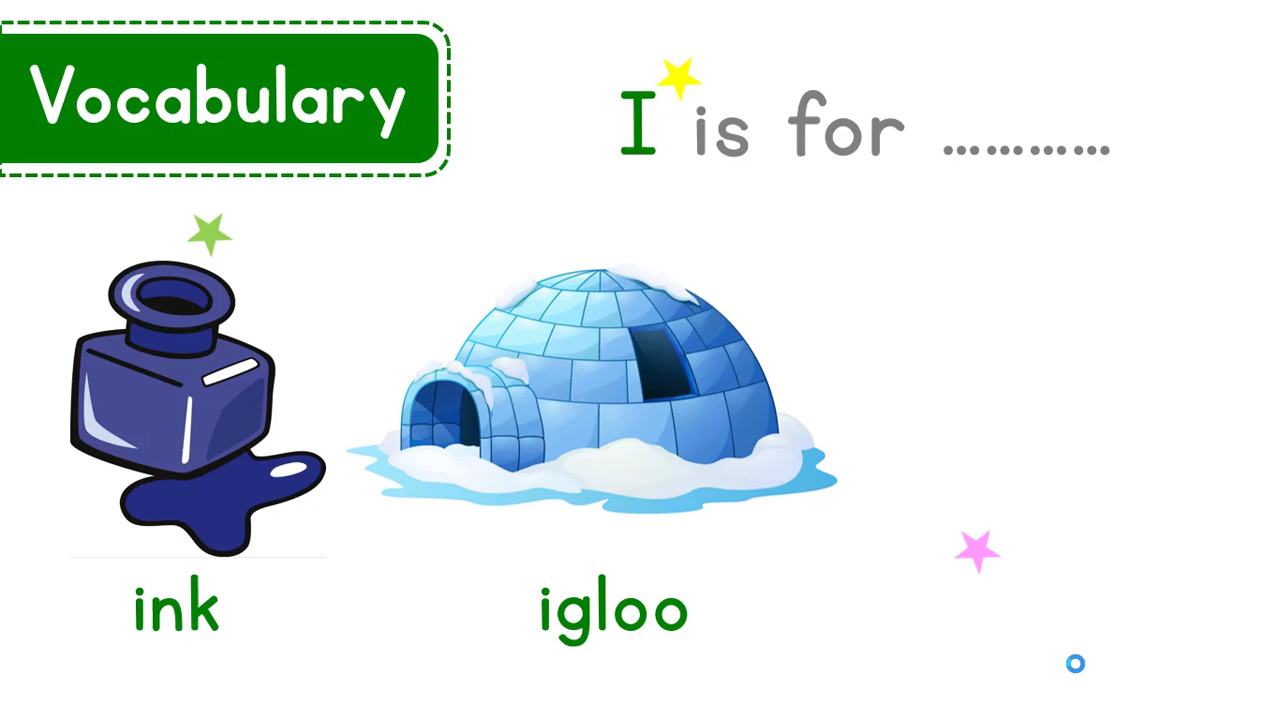 Vocabulary
I is for …………
ink
igloo